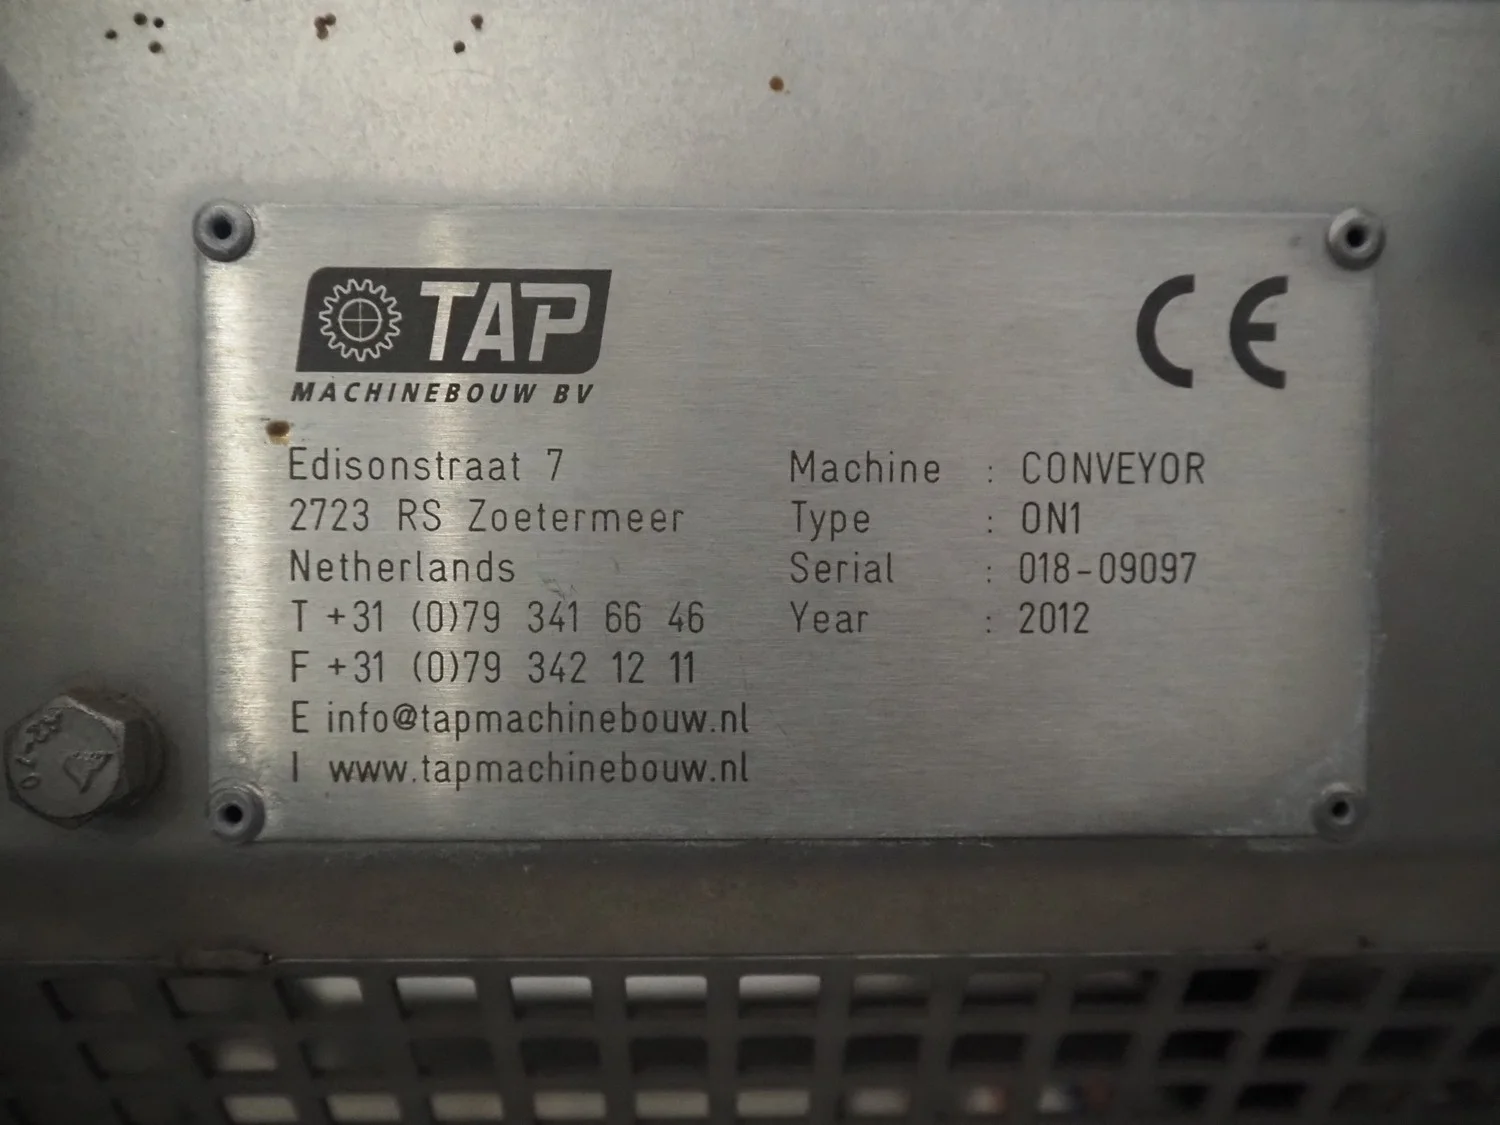 TAP
MACHINEBOUW BV
CE
Edisonstraat 7
2723 RS Zoetermeer
Netherlands
T +31 (0)79 341 66 46
F +31 (0)79 342 12 11
E info@tapmachinebouw.nl
I www.tapmachinebouw.nl
Machine : CONVEYOR
Type : ON1
Serial : 018-09097
Year : 2012